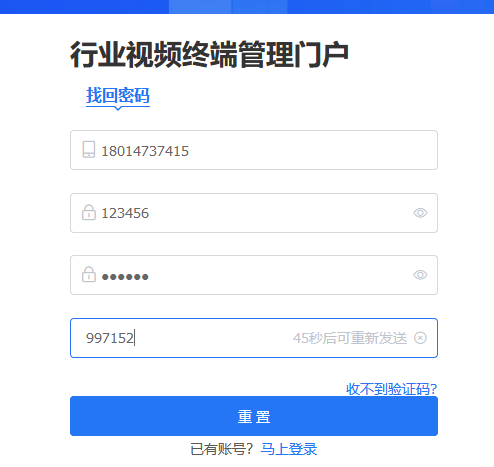 行业视频终端管理门户
找回密码
18014737415
123456
●●●●●●
997152 45秒后可重新发送
收不到验证码?
重 置
已有账号? 马上登录